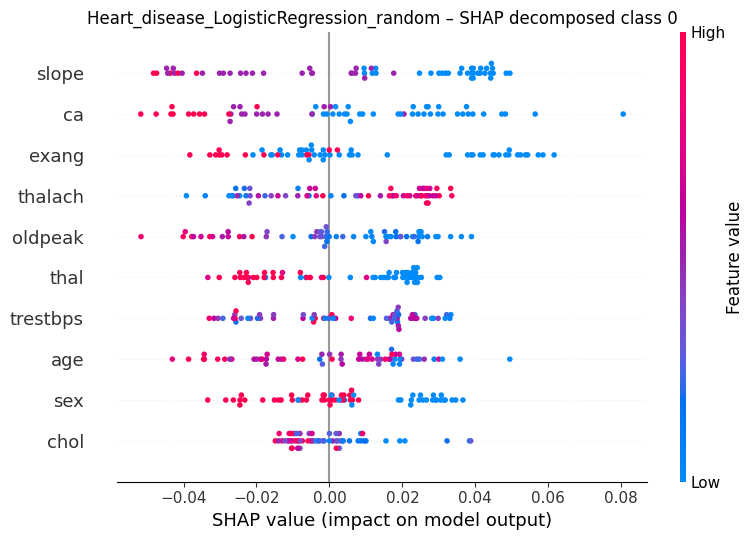 Heart_disease_LogisticRegression_random – SHAP decomposed class 0
High
slope
ca
exang
thalach
oldpeak
thal
trestbps
age
sex
chol
Feature value
Low
−0.04 −0.02 0.00 0.02 0.04 0.06 0.08
SHAP value (impact on model output)